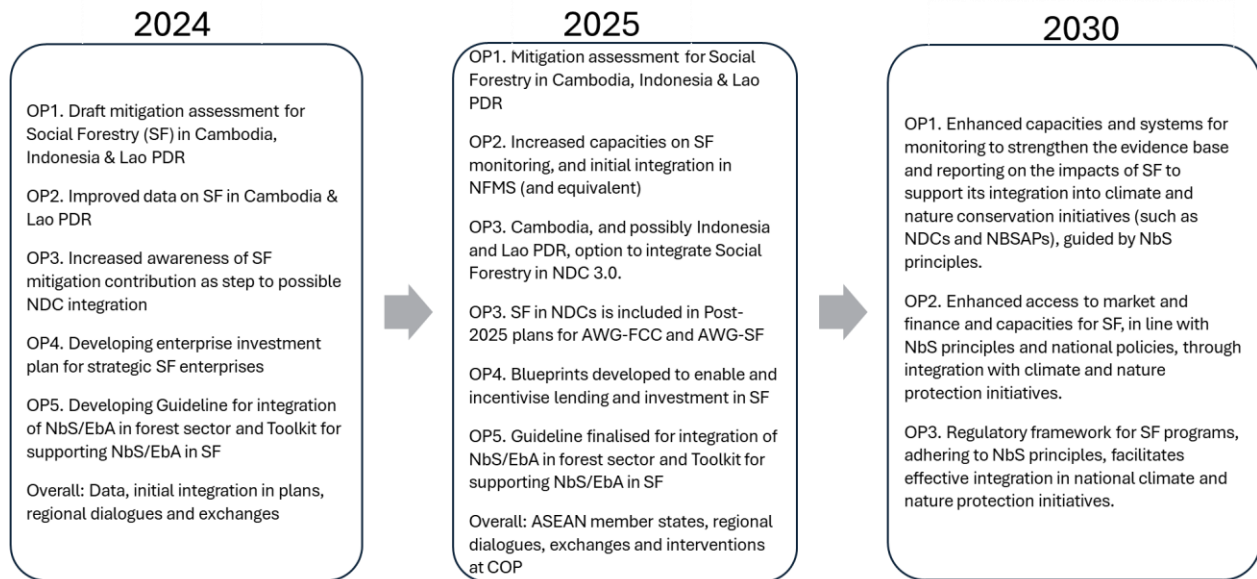 2024
OP1. Draft mitigation assessment for
Social Forestry (SF) in Cambodia,
Indonesia & Lao PDR
OP2. Improved data on SF in Cambodia &
Lao PDR
OP3. Increased awareness of SF
mitigation contribution as step to possible
NDC integration
OP4. Developing enterprise investment
plan for strategic SF enterprises
OP5. Developing Guideline for integration
of NbS/EbA in forest sector and Toolkit for
supporting NbS/EbA in SF
Overall: Data, initial integration in plans,
regional dialogues and exchanges
2025
OP1. Mitigation assessment for Social
Forestry in Cambodia, Indonesia & Lao
PDR
OP2. Increased capacities on SF
monitoring, and initial integration in
NFMS (and equivalent)
OP3. Cambodia, and possibly Indonesia
and Lao PDR, option to integrate Social
Forestry in NDC 3.0.
OP3. SF in NDCs is included in Post-
2025 plans for AWG-FCC and AWG-SF
OP4. Blueprints developed to enable and
incentivise lending and investment in SF
OP5. Guideline finalised for integration of
NbS/EbA in forest sector and Toolkit for
supporting NbS/EbA in SF
Overall: ASEAN member states, regional
dialogues, exchanges and interventions
at COP
2030
OP1. Enhanced capacities and systems for
monitoring to strengthen the evidence base
and reporting on the impacts of SF to
support its integration into climate and
nature conservation initiatives (such as
NDCs and NBSAPs), guided by NbS
principles.
OP2. Enhanced access to market and
finance and capacities for SF, in line with
NbS principles and national policies, through
integration with climate and nature
protection initiatives.
OP3. Regulatory framework for SF programs,
adhering to NbS principles, facilitates
effective integration in national climate and
nature protection initiatives.